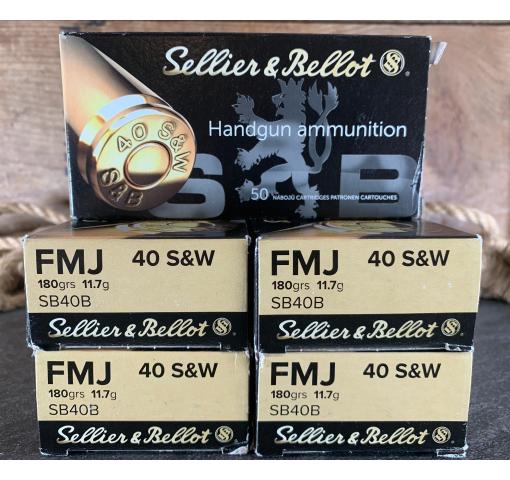 Sellier & Bellot S&B
Handgun ammunition
S&B
50 NABOJŮ CARTRIDGES PATRONEN CARTOUCHES
40 S&W
S&B
FMJ 40 S&W
180grs 11.7g
SB40B
Sellier & Bellot
FMJ 40 S&W
180grs 11.7g
SB40B
Sellier & Bellot
FMJ 40 S&W
180grs 11.7g
SB40B
Sellier & Bellot
FMJ 40 S&W
180grs 11.7g
SB40B
Sellier & Bellot